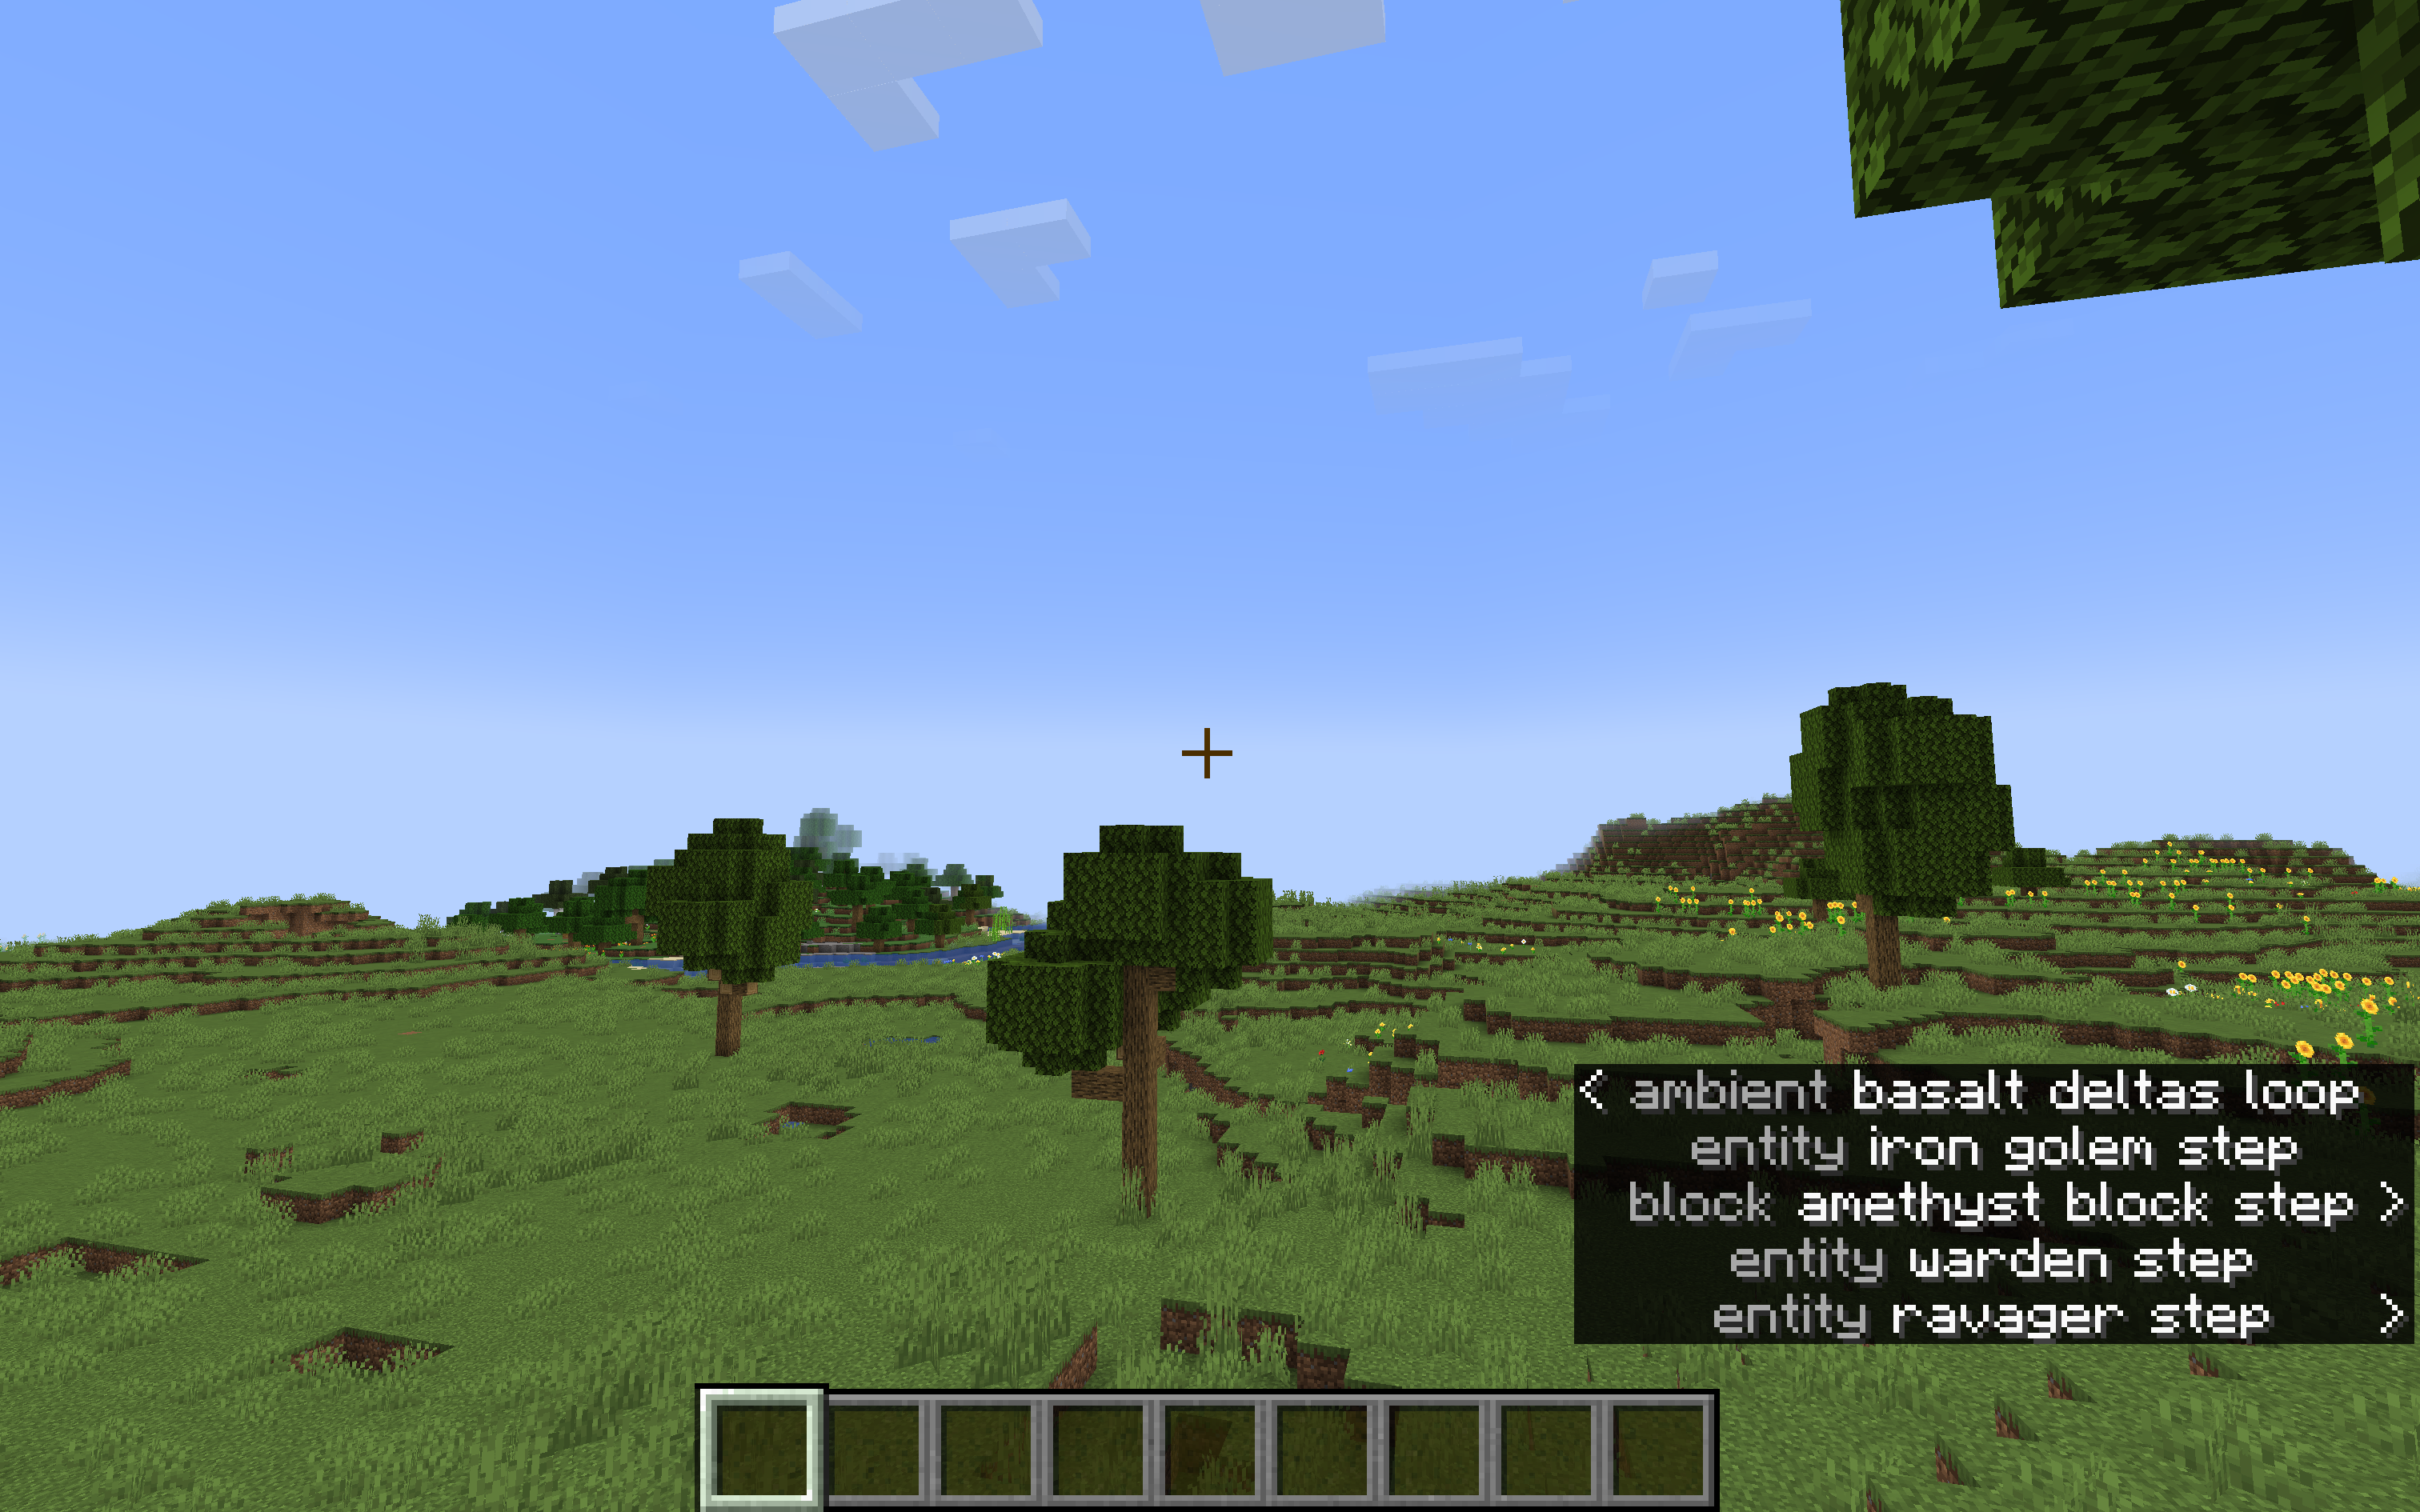 < ambient basalt deltas loop
entity iron golem step
block amethyst block step >
entity warden step
entity ravager step >